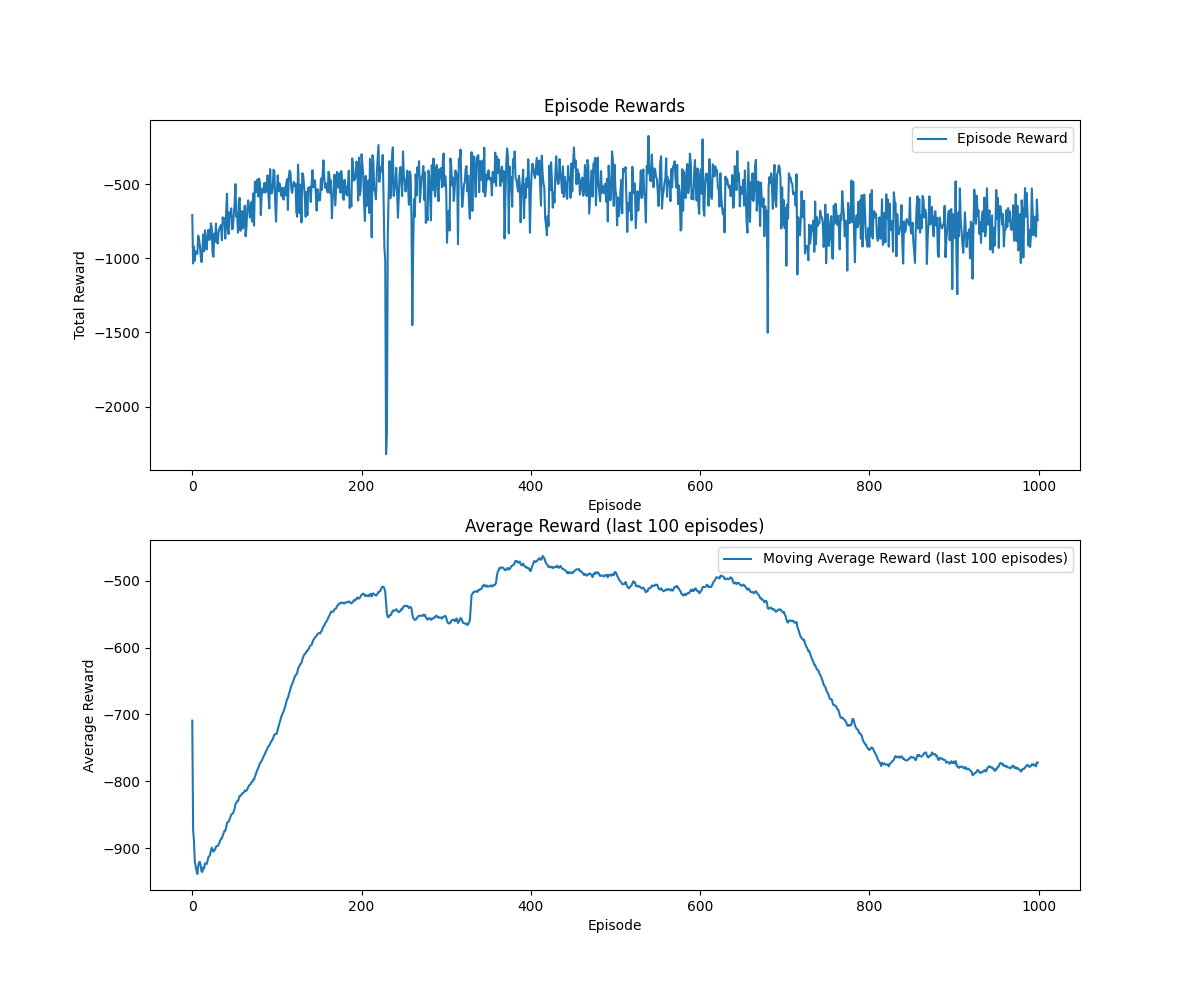 Episode Rewards
Episode Reward
−500
−1000
−1500
−2000
Total Reward
0 200 400 600 800 1000
Episode
Average Reward (last 100 episodes)
Moving Average Reward (last 100 episodes)
−500
−600
−700
−800
−900
Average Reward
0 200 400 600 800 1000
Episode